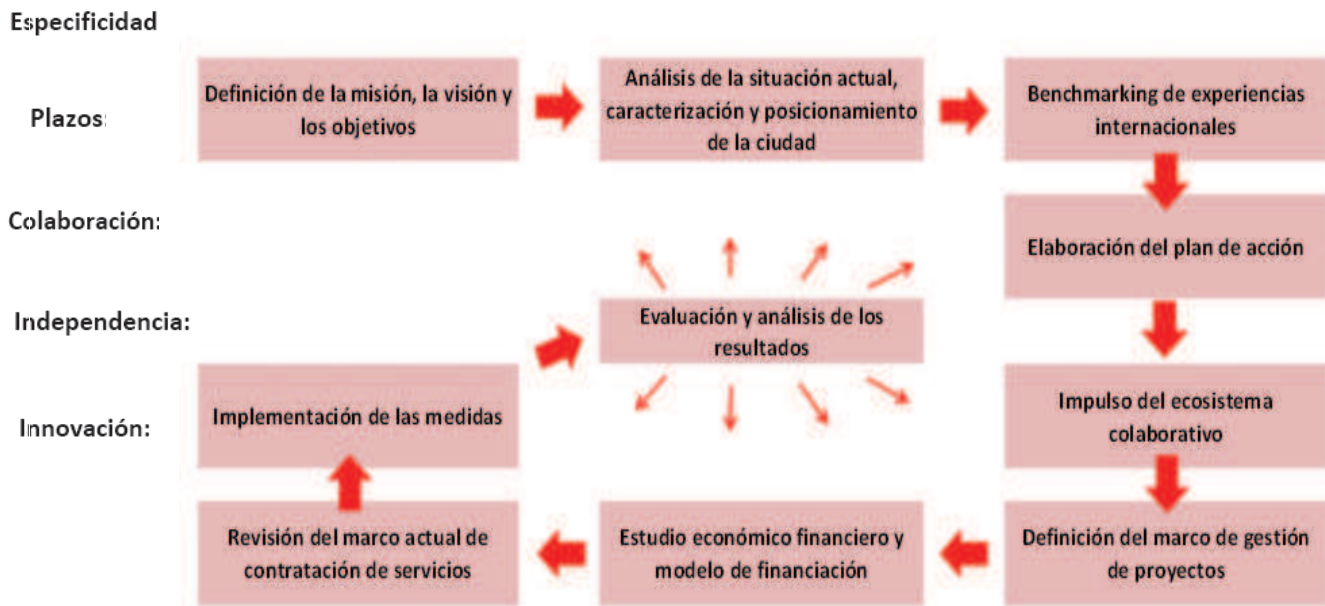 Especificidad
Plazos:
Colaboración:
Independencia:
Innovación:
Definición de la misión, la visión y
los objetivos
Análisis de la situación actual,
caracterización y posicionamiento
de la ciudad
Benchmarking de experiencias
internacionales
Elaboración del plan de acción
Impulso del ecosistema
colaborativo
Definición del marco de gestión
de proyectos
Estudio económico financiero y
modelo de financiación
Revisión del marco actual de
contratación de servicios
Implementación de las medidas
Evaluación y análisis de los
resultados